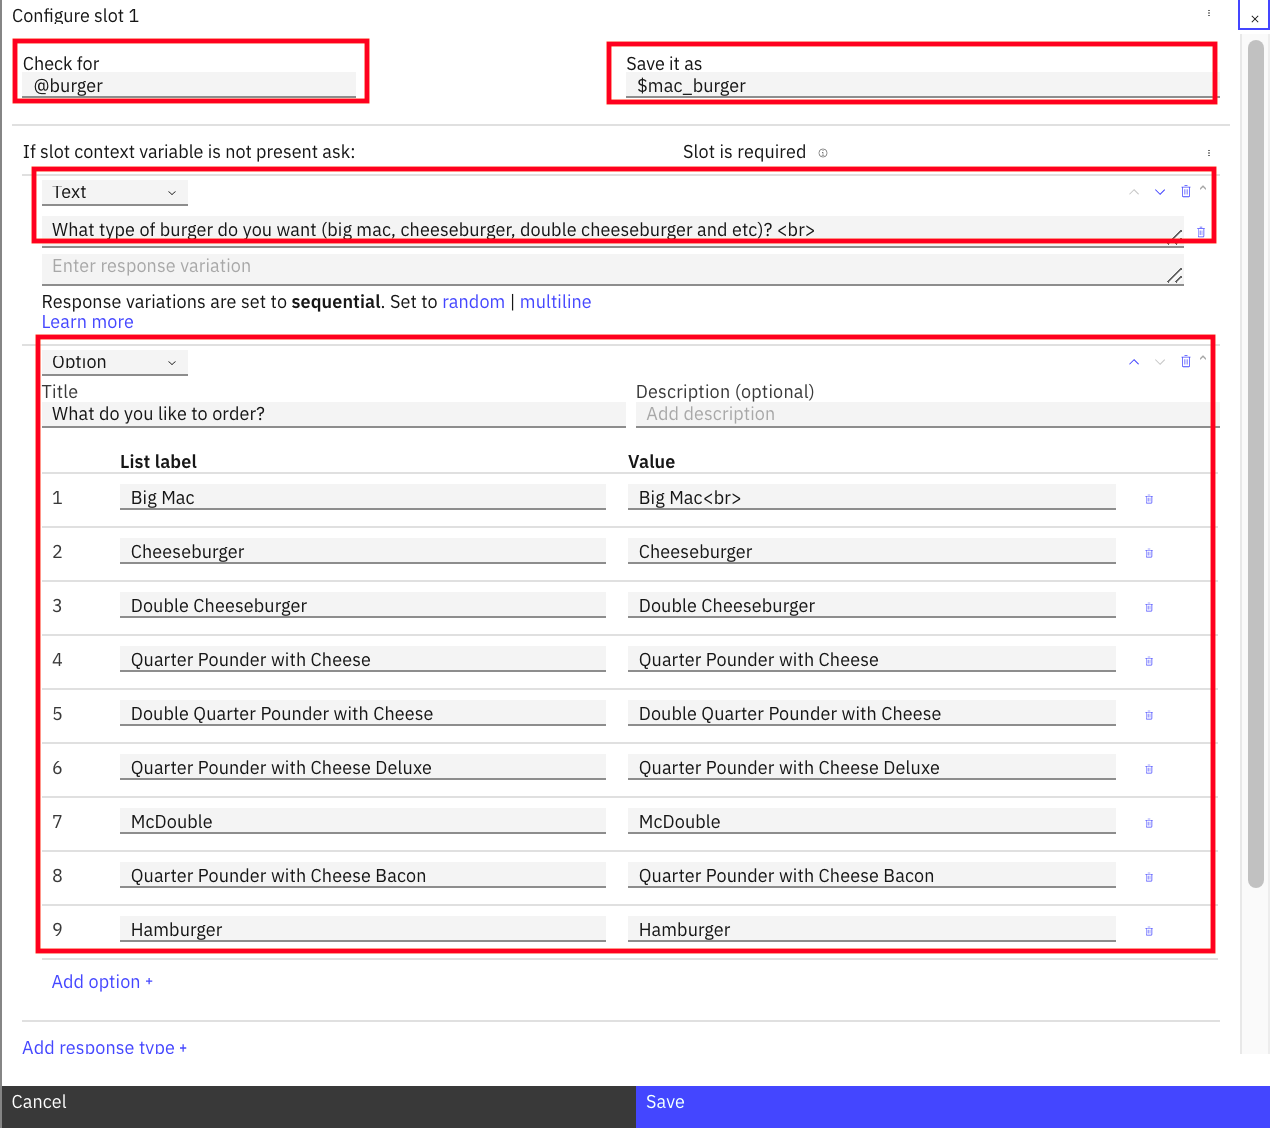 Configure slot 1
Check for
@burger
Save it as
$mac_burger
If slot context variable is not present ask:
Slot is required
Text
What type of burger do you want (big mac, cheeseburger, double cheeseburger and etc)? <br>
Enter response variation
Response variations are set to sequential. Set to random | multiline
Learn more
Option
Title
What do you like to order?
Description (optional)
Add description
List label Value
1 Big Mac Big Mac<br>
2 Cheeseburger Cheeseburger
3 Double Cheeseburger Double Cheeseburger
4 Quarter Pounder with Cheese Quarter Pounder with Cheese
5 Double Quarter Pounder with Cheese Double Quarter Pounder with Cheese
6 Quarter Pounder with Cheese Deluxe Quarter Pounder with Cheese Deluxe
7 McDouble McDouble
8 Quarter Pounder with Cheese Bacon Quarter Pounder with Cheese Bacon
9 Hamburger Hamburger
Add option +
Add response type +
Cancel
Save